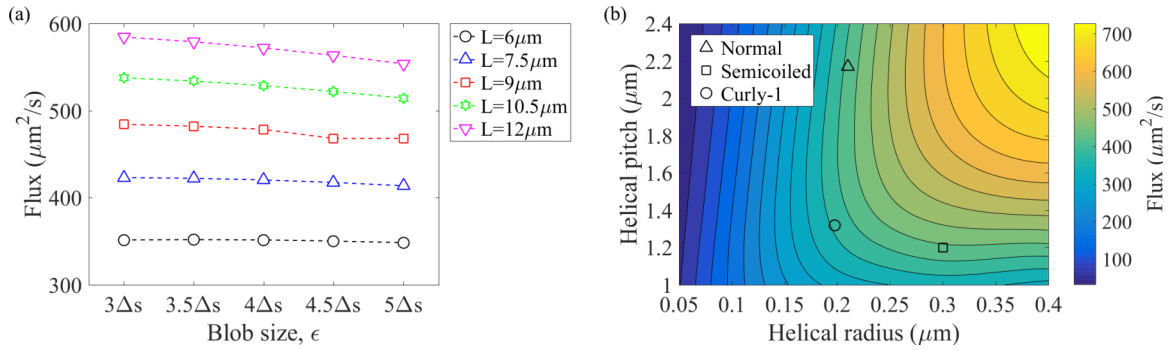 (a)
Flux (μm²/s)
600
500
400
300
3Δs 3.5Δs 4Δs 4.5Δs 5Δs
Blob size, ϵ
L=6μm
L=7.5μm
L=9μm
L=10.5μm
L=12μm
(b)
Helical pitch (μm)
2.4
2.2
2
1.8
1.6
1.4
1.2
1
Normal
Semicoiled
Curly-1
0.05 0.1 0.15 0.2 0.25 0.3 0.35 0.4
Helical radius (μm)
700
600
500
400
300
200
100
Flux (μm²/s)